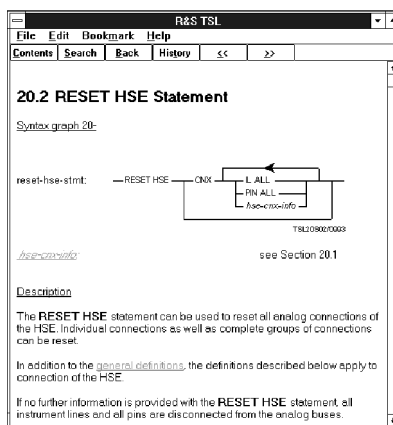 R&S TSL
File Edit Bookmark Help
Contents Search Back History << >>
20.2 RESET HSE Statement
Syntax graph 20-
reset-hse-stmt: RESET HSE CNX L ALL
PIN ALL
hse-cnx-info
TSL20S02/0993
hse-cnx-info: see Section 20.1
Description
The RESET HSE statement can be used to reset all analog connections of
the HSE. Individual connections as well as complete groups of connections
can be reset.
In addition to the general definitions, the definitions described below apply to
connection of the HSE.
If no further information is provided with the RESET HSE statement, all
instrument lines and all pins are disconnected from the analog buses.